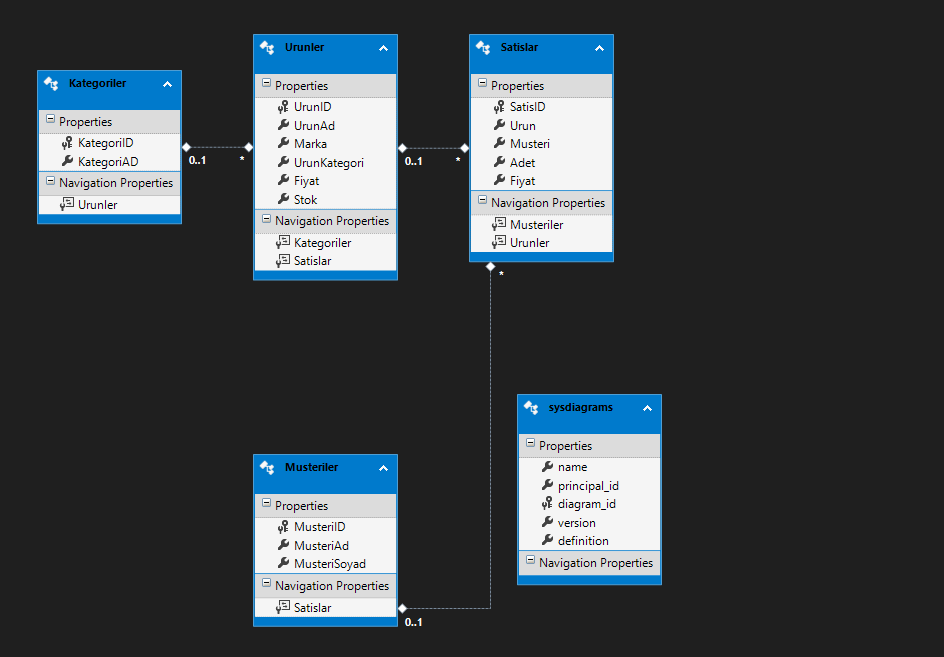 Kategoriler
Properties
KategoriID
KategoriAD
Navigation Properties
Urunler
0..1
*
Urunler
Properties
UrunID
UrunAd
Marka
UrunKategori
Fiyat
Stok
Navigation Properties
Kategoriler
Satislar
0..1
*
Satislar
Properties
SatisID
Urun
Musteri
Adet
Fiyat
Navigation Properties
Musteriler
Urunler
*
Musteriler
Properties
MusteriID
MusteriAd
MusteriSoyad
Navigation Properties
Satislar
0..1
sysdiagrams
Properties
name
principal_id
diagram_id
version
definition
Navigation Properties